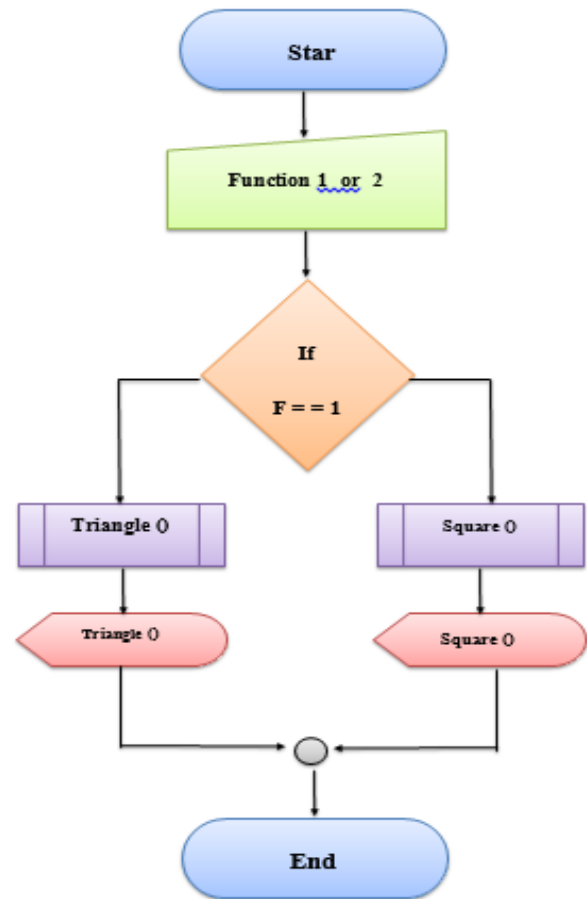 Star
Function 1 or 2
If
F = = 1
Triangle ()
Square ()
Triangle ()
Square ()
End